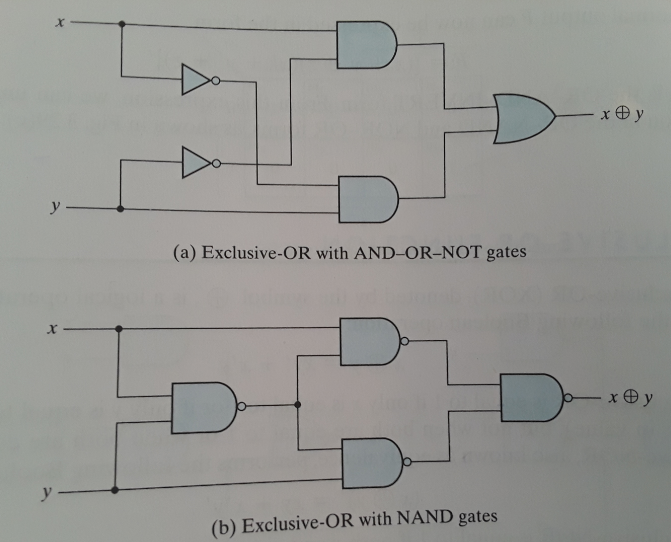 x
x ⊕ y
y
(a) Exclusive-OR with AND–OR–NOT gates
x
x ⊕ y
y
(b) Exclusive-OR with NAND gates